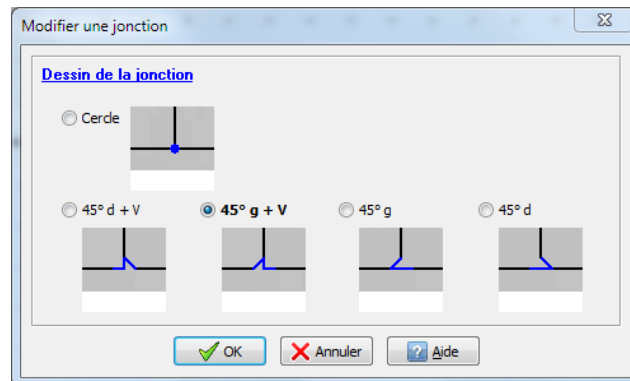 Modifier une jonction
Dessin de la jonction
Cercle
45° d + V
45° g + V
45° g
45° d
OK
Annuler
Aide